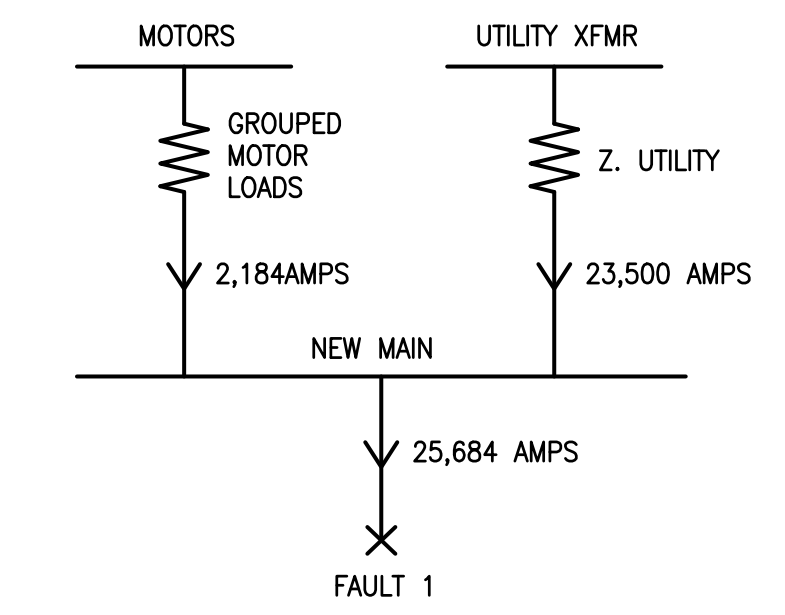 MOTORS
UTILITY XFMR
GROUPED
MOTOR
LOADS
Z. UTILITY
2,184AMPS
23,500 AMPS
NEW MAIN
25,684 AMPS
FAULT 1